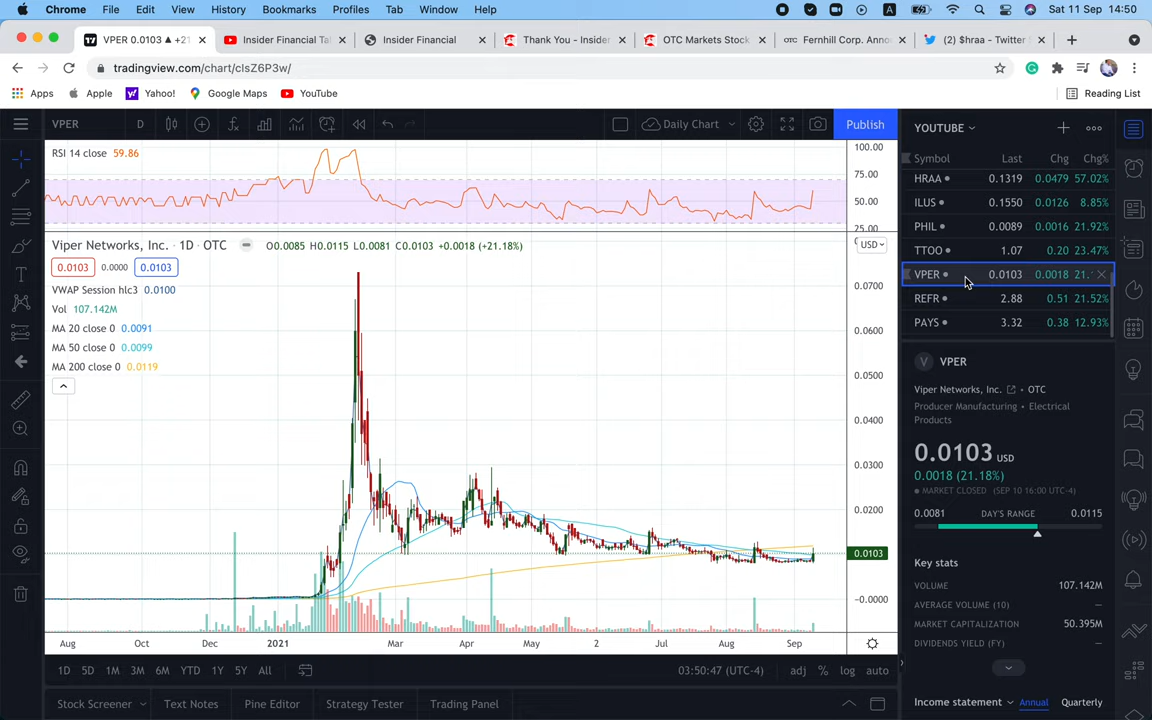 Chrome File Edit View History Bookmarks Profiles Tab Window Help A Sat 11 Sep 14:50
VPER 0.0103 ▲ +21 Insider Financial Ta Insider Financial Thank You - Insider OTC Markets Stock OTC Fernhill Corp. Anno (2) $hraa - Twitter
tradingview.com/chart/clsZ6P3w/
Apps Apple Yahoo! Google Maps YouTube Reading List
VPER D Daily Chart Publish YOUTUBE
RSI 14 close 59.86 100.00
75.00
50.00
25.00
Symbol Last Chg Chg%
HRAA 0.1319 0.0479 57.02%
ILUS 0.1550 0.0126 8.85%
PHIL 0.0089 0.0016 21.92%
TTOO 1.07 0.20 23.47%
VPER 0.0103 0.0018 21.
REFR 2.88 0.51 21.52%
PAYS 3.32 0.38 12.93%
Viper Networks, Inc. · 1D · OTC O0.0085 H0.0115 L0.0081 C0.0103 +0.0018 (+21.18%) USD
0.0103 0.0000 0.0103
VWAP Session hlc3 0.0100
Vol 107.142M
MA 20 close 0 0.0091
MA 50 close 0 0.0099
MA 200 close 0 0.0119
0.0700
0.0600
0.0500
0.0400
0.0300
0.0200
0.0103
−0.0000
Aug Oct Dec 2021 Mar Apr May 2 Jul Aug Sep
1D 5D 1M 3M 6M YTD 1Y 5Y All 03:50:47 (UTC-4) adj % log auto
Stock Screener Text Notes Pine Editor Strategy Tester Trading Panel
V VPER
Viper Networks, Inc. • OTC
Producer Manufacturing • Electrical
Products
0.0103 USD
0.0018 (21.18%)
MARKET CLOSED (SEP 10 16:00 UTC-4)
0.0081 DAY'S RANGE 0.0115
Key stats
VOLUME 107.142M
AVERAGE VOLUME (10) —
MARKET CAPITALIZATION 50.395M
DIVIDENDS YIELD (FY) —
Income statement Annual Quarterly